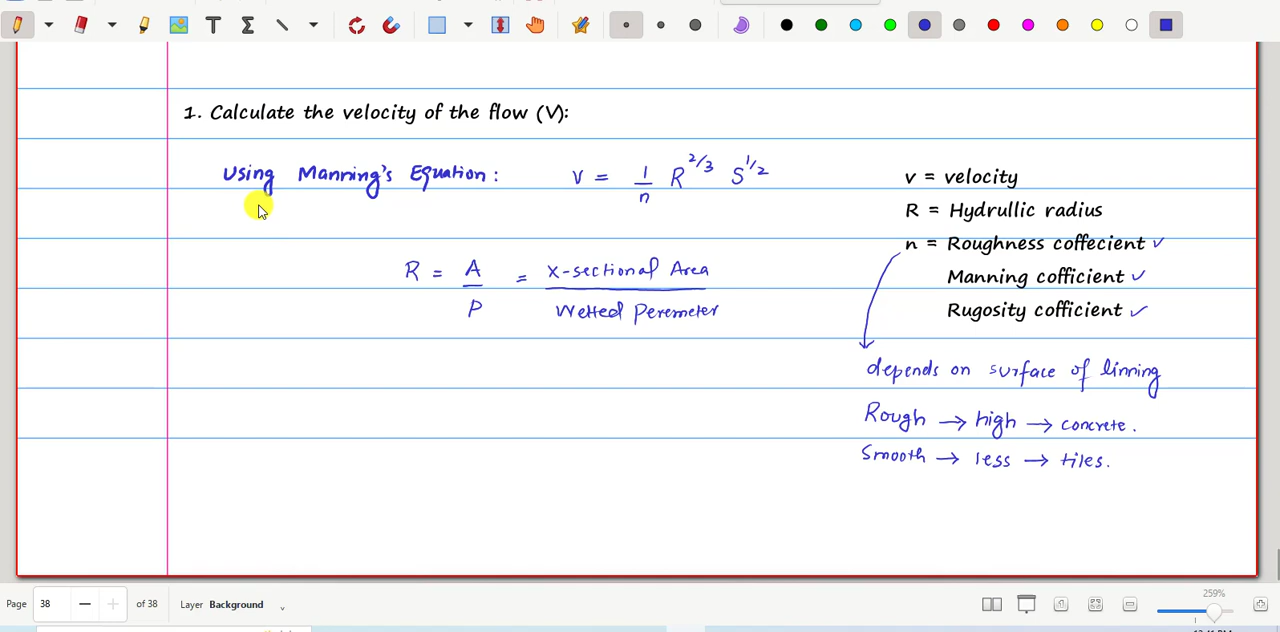 1. Calculate the velocity of the flow (V):
Using Manning's Equation: V = 1/n R^2/3 S^1/2
R = A/P = X-sectional Area / Wetted Peremeter
v = velocity
R = Hydrullic radius
n = Roughness coffecient ✓
Manning cofficient ✓
Rugosity cofficient ✓
depends on surface of linning
Rough → high → concrete.
Smooth → less → tiles.
Page 38 of 38 Layer Background 259%